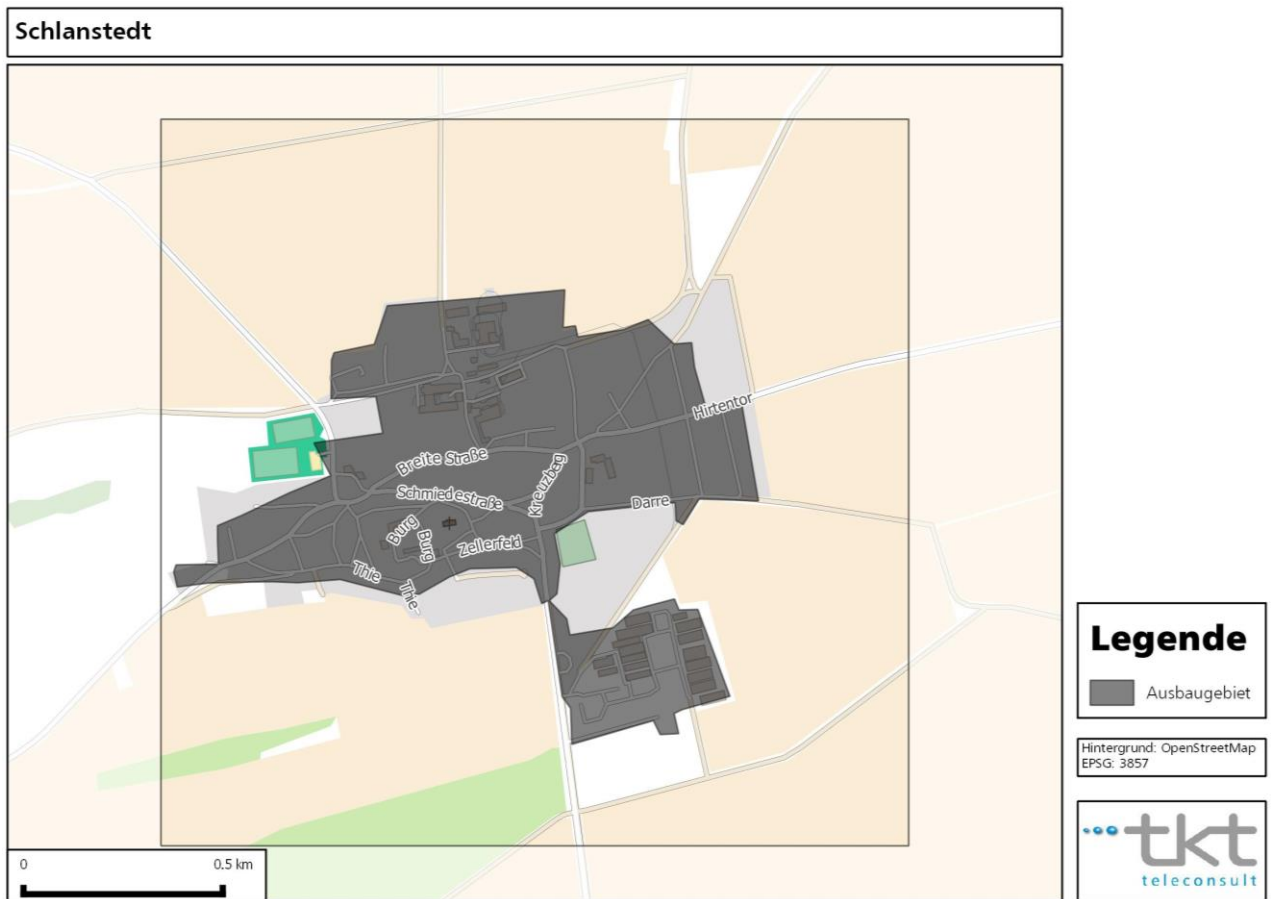 Schlanstedt
Hirtentor
Breite Straße
Kreuzbag
Schmiedestraße
Darre
Burg
Burg
Zellerfeld
Thie
Thie
0 0.5 km
Legende
Ausbaugebiet
Hintergrund: OpenStreetMap
EPSG: 3857
tkt
teleconsult